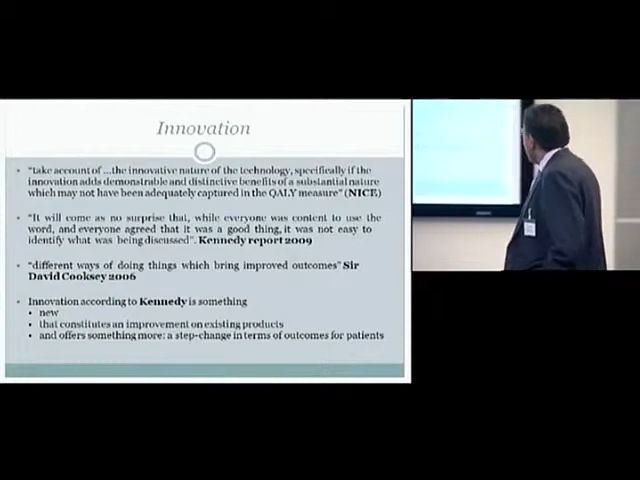 Innovation
• "take account of ...the innovative nature of the technology, specifically if the
innovation adds demonstrable and distinctive benefits of a substantial nature
which may not have been adequately captured in the QALY measure" (NICE)
• "It will come as no surprise that, while everyone was content to use the
word, and everyone agreed that it was a good thing, it was not easy to
identify what was being discussed". Kennedy report 2009
• "different ways of doing things which bring improved outcomes" Sir
David Cooksey 2006
• Innovation according to Kennedy is something
• new
• that constitutes an improvement on existing products
• and offers something more: a step-change in terms of outcomes for patients